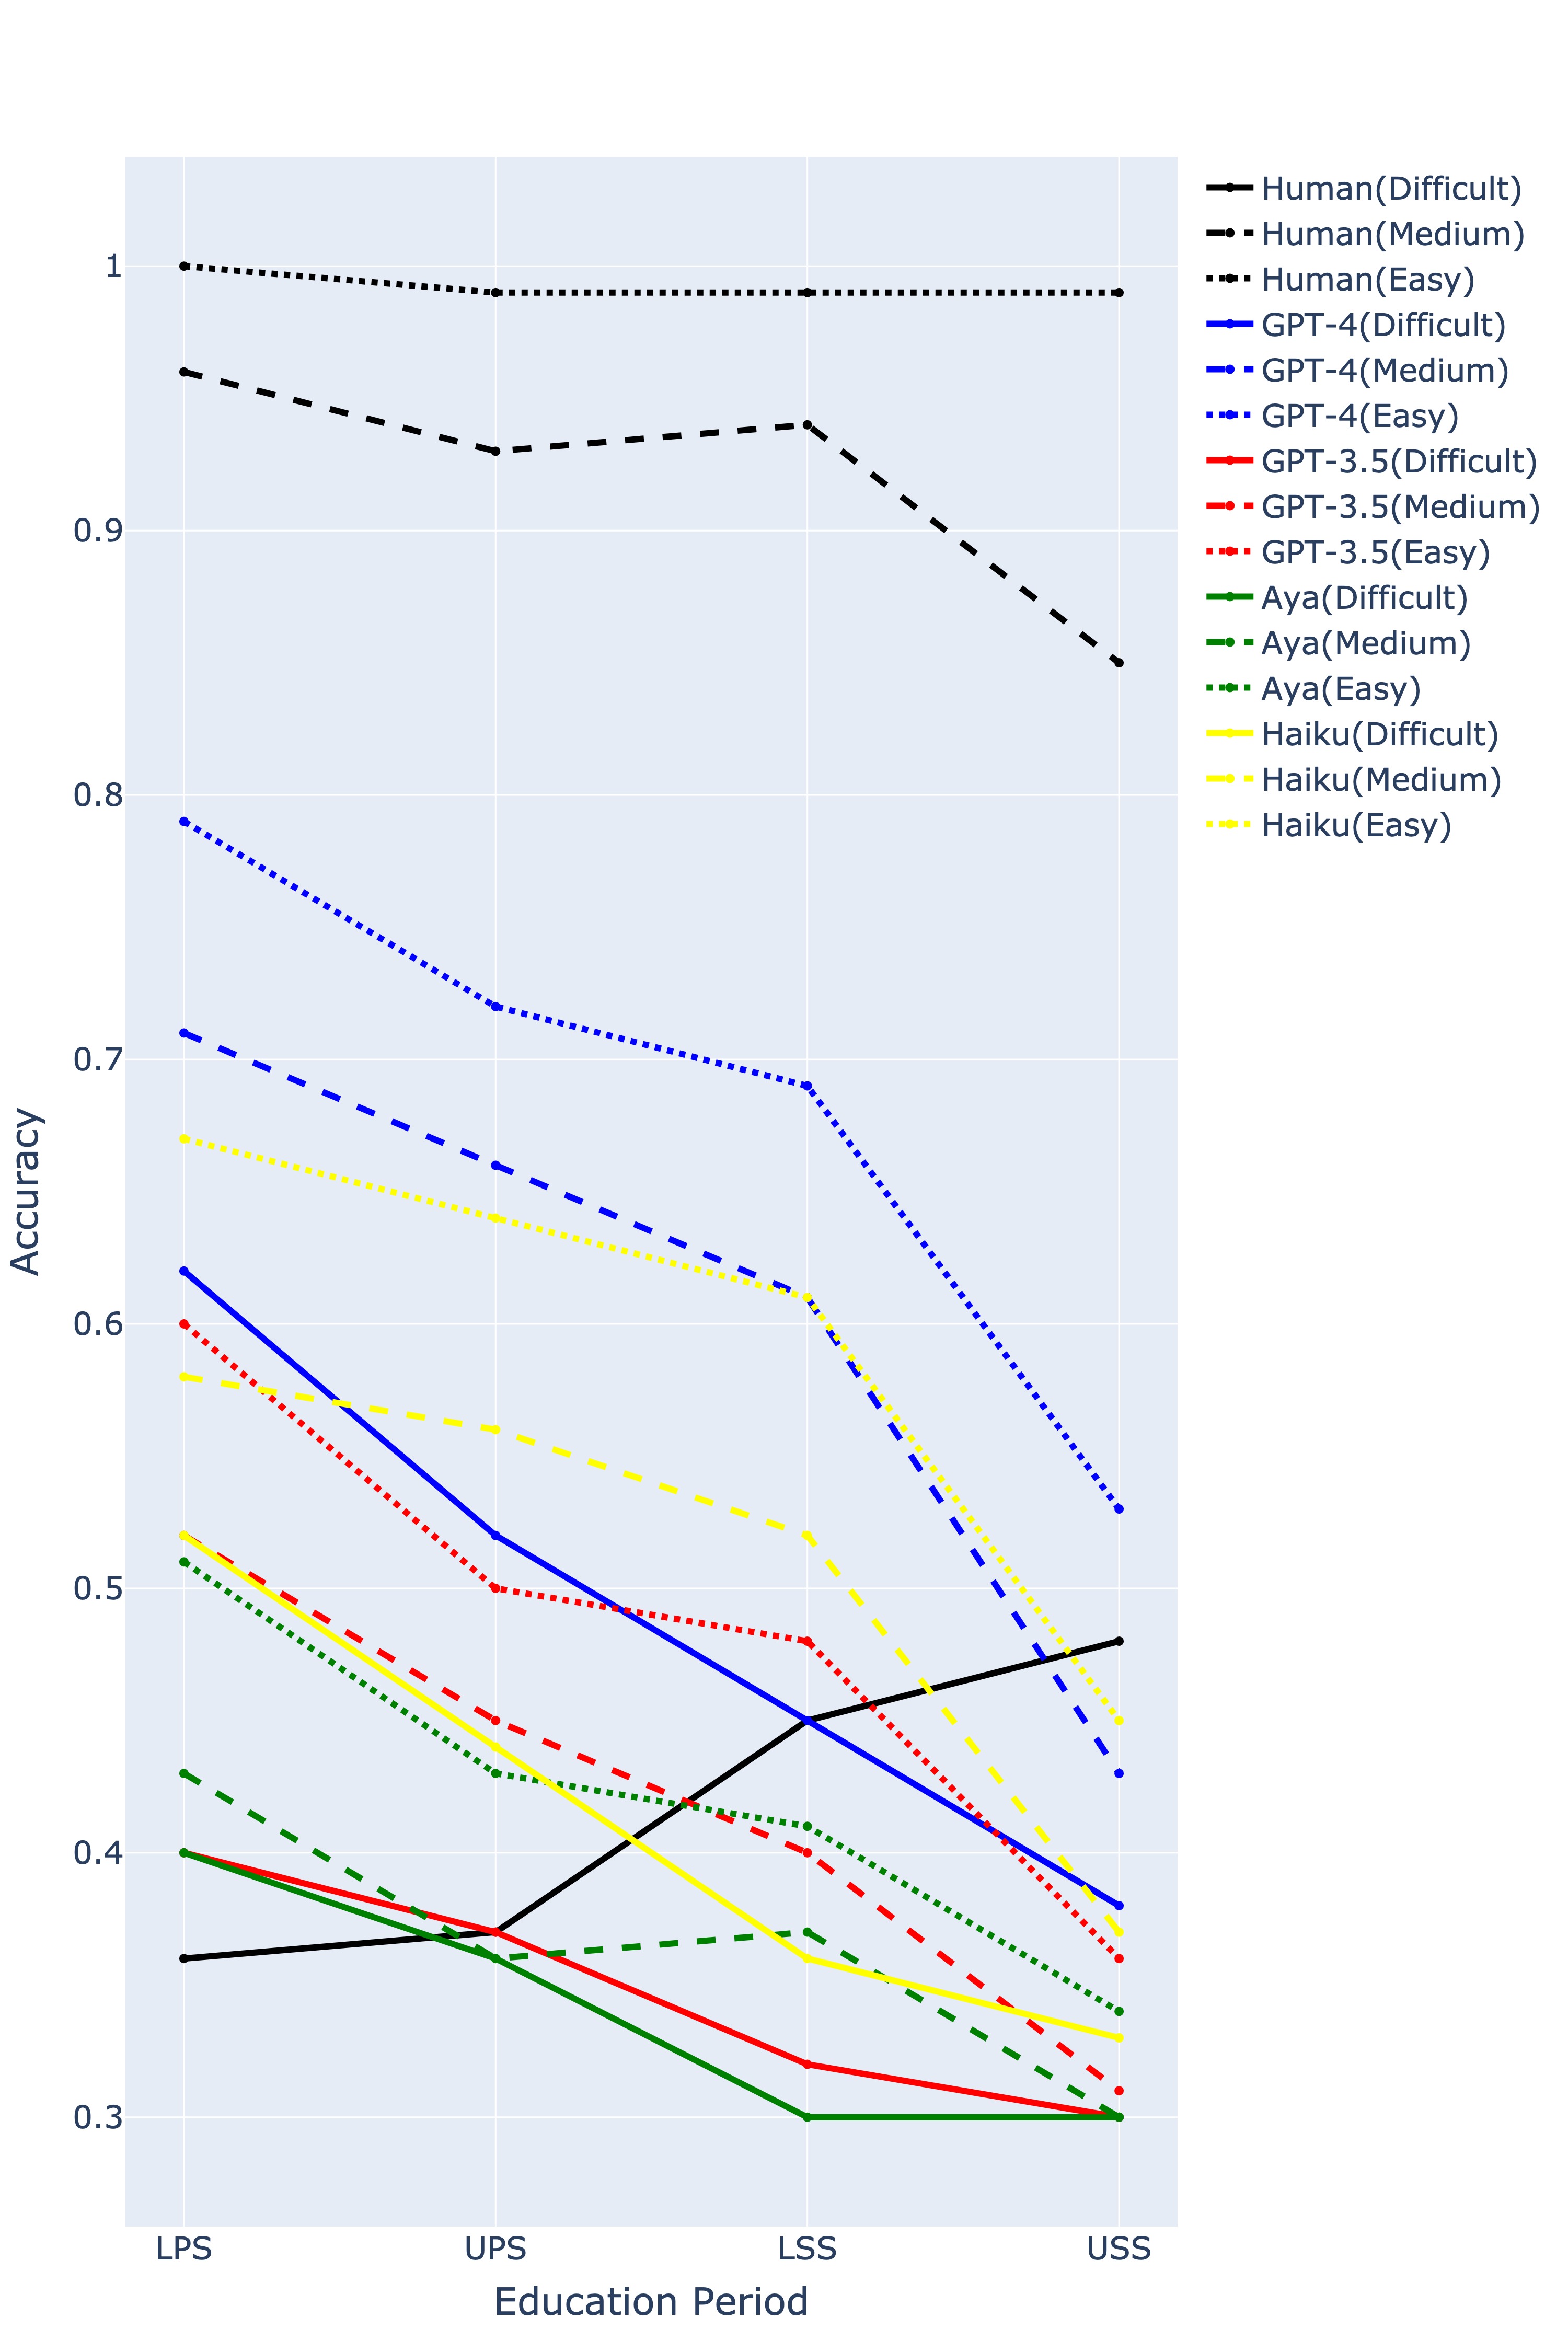 Human(Difficult)
Human(Medium)
Human(Easy)
GPT-4(Difficult)
GPT-4(Medium)
GPT-4(Easy)
GPT-3.5(Difficult)
GPT-3.5(Medium)
GPT-3.5(Easy)
Aya(Difficult)
Aya(Medium)
Aya(Easy)
Haiku(Difficult)
Haiku(Medium)
Haiku(Easy)
1
0.9
0.8
0.7
0.6
0.5
0.4
0.3
Accuracy
LPS UPS LSS USS
Education Period